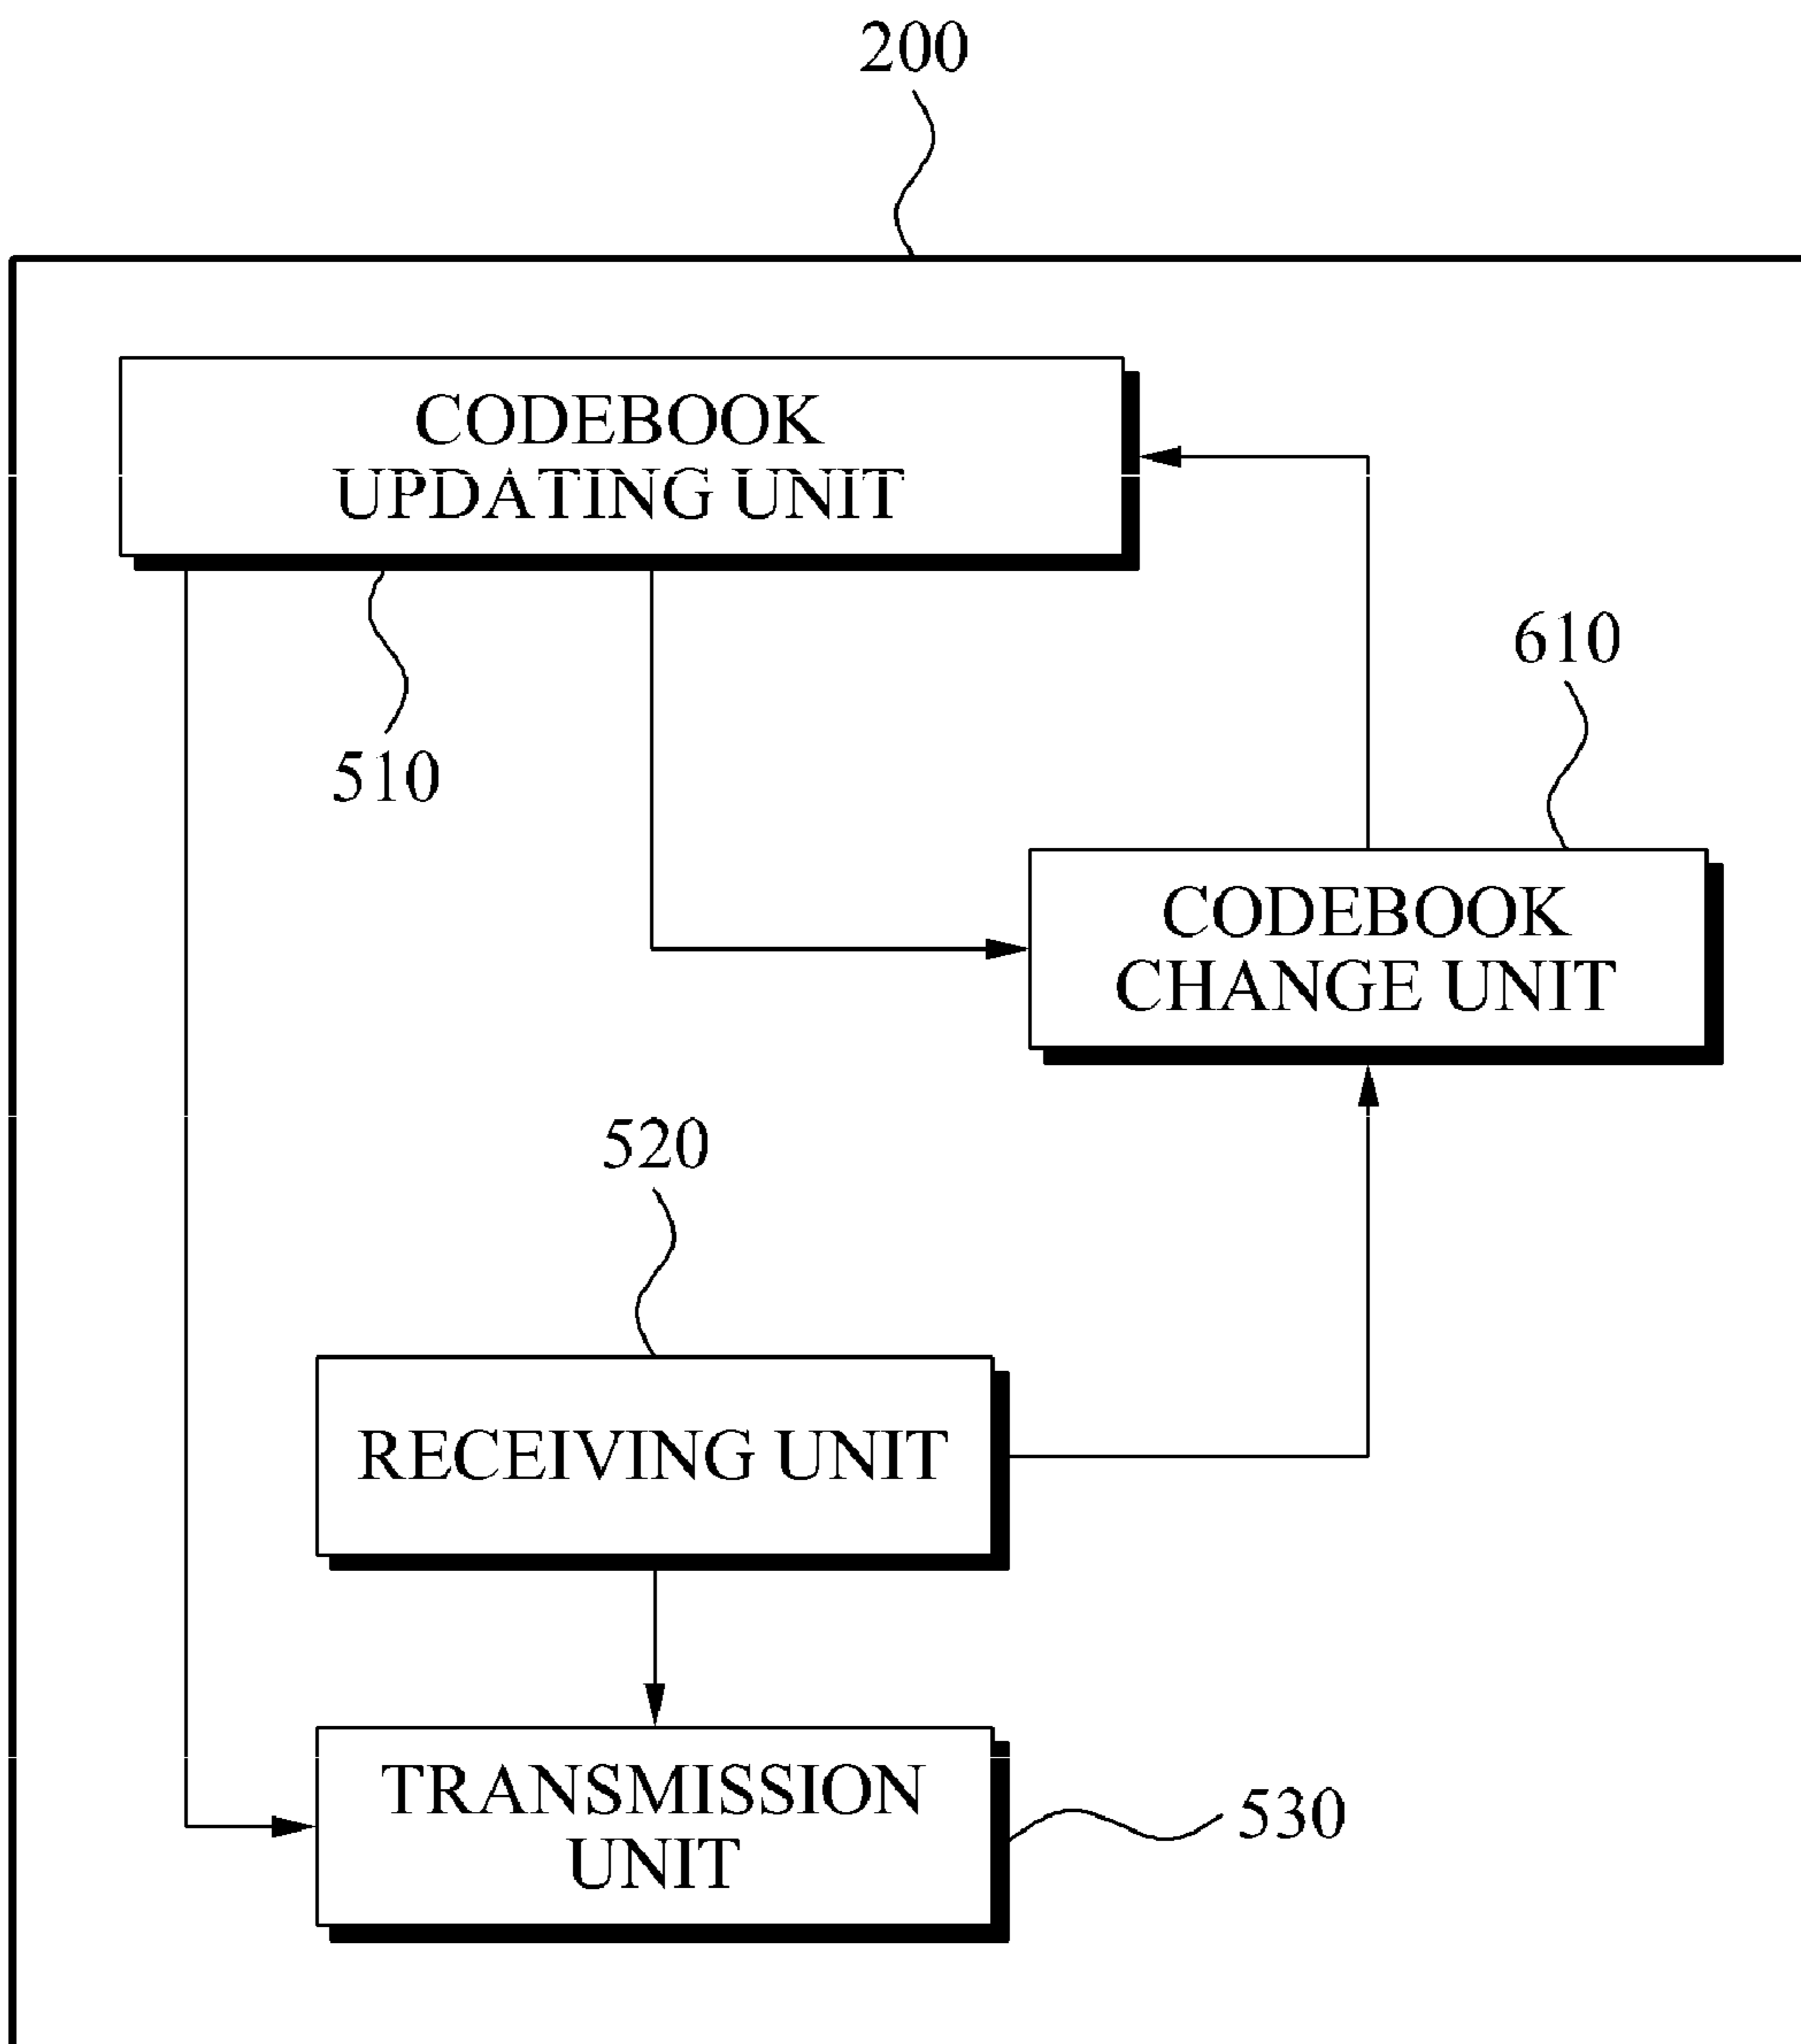 200
CODEBOOK
UPDATING UNIT
510
610
CODEBOOK
CHANGE UNIT
520
RECEIVING UNIT
TRANSMISSION
UNIT
530